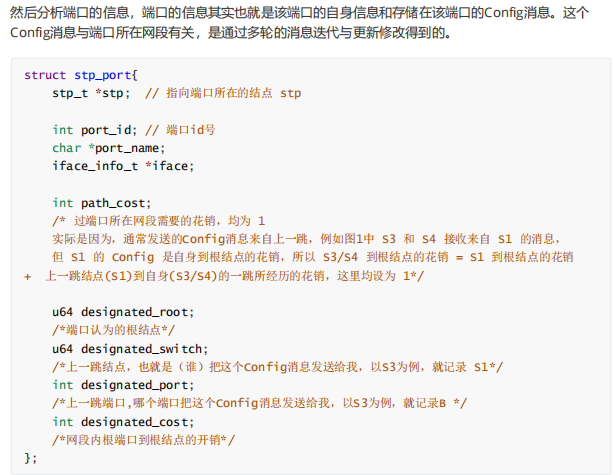 然后分析端口的信息，端口的信息其实也就是该端口的自身信息和存储在该端口的Config消息。这个
Config消息与端口所在网段有关，是通过多轮的消息迭代与更新修改得到的。
struct stp_port{
stp_t *stp; // 指向端口所在的结点 stp
int port_id; // 端口id号
char *port_name;
iface_info_t *iface;
int path_cost;
/* 过端口所在网段需要的花销，均为 1
实际是因为，通常发送的Config消息来自上一跳，例如图1中 S3 和 S4 接收来自 S1 的消息，
但 S1 的 Config 是自身到根结点的花销，所以 S3/S4 到根结点的花销 = S1 到根结点的花销
+ 上一跳结点(S1)到自身(S3/S4)的一跳所经历的花销，这里均设为 1*/
u64 designated_root;
/*端口认为的根结点*/
u64 designated_switch;
/*上一跳结点，也就是（谁）把这个Config消息发送给我，以S3为例，就记录 S1*/
int designated_port;
/*上一跳端口,哪个端口把这个Config消息发送给我，以S3为例，就记录B */
int designated_cost;
/*网段内根端口到根结点的开销*/
};